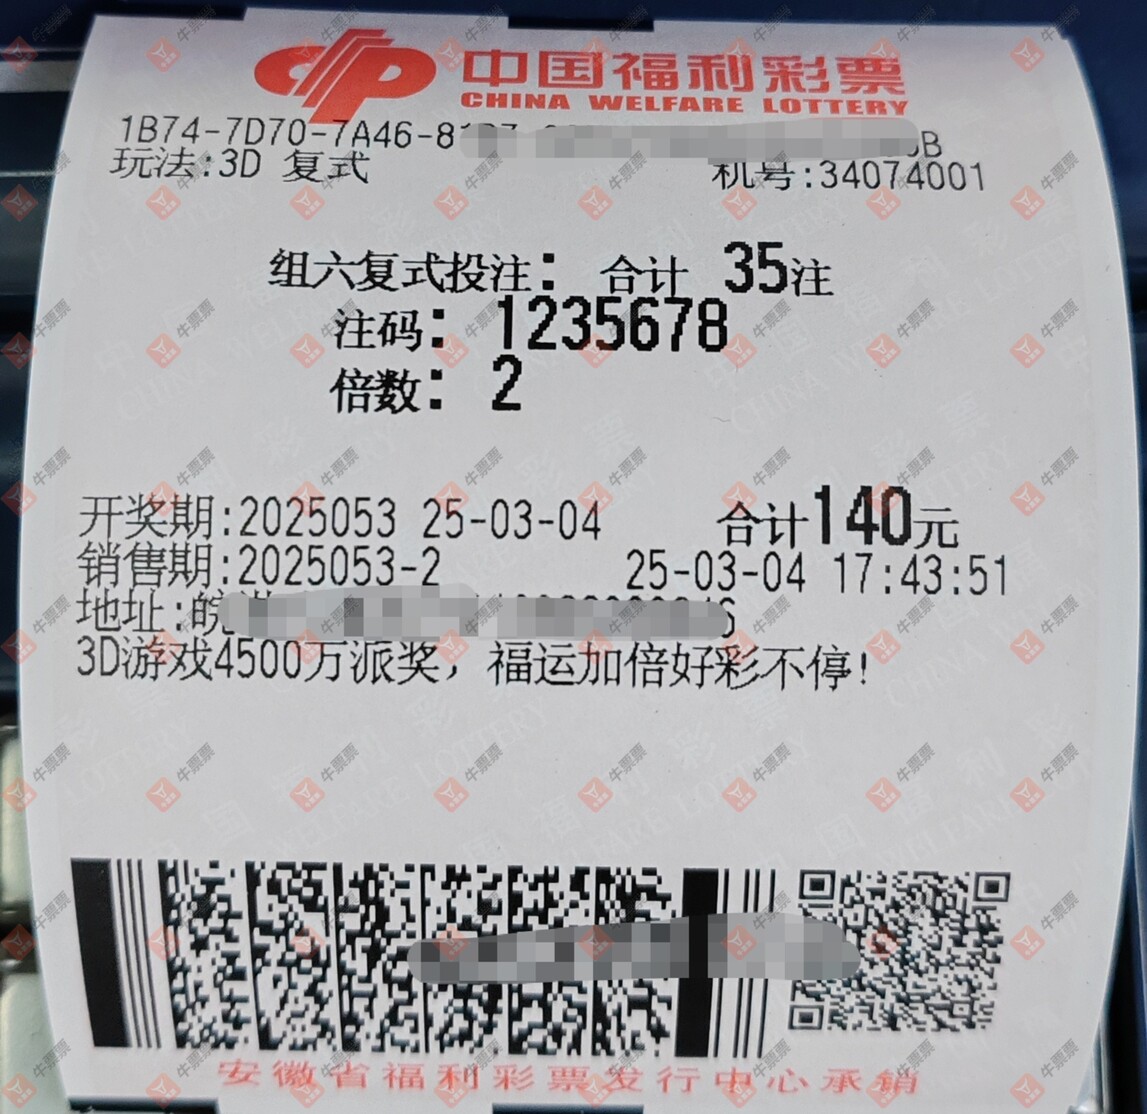 中国福利彩票
CHINA WELFARE LOTTERY
1B74-7D70-7A46-8
玩法:3D 复式 机号:34074001
组六复式投注: 合计 35注
注码: 1235678
倍数: 2
开奖期:2025053 25-03-04 合计140元
销售期:2025053-2 25-03-04 17:43:51
地址:皖
3D游戏4500万派奖，福运加倍好彩不停!
安徽省福利彩票发行中心承销
牛票票